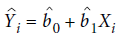 Ŷᵢ = b̂₀ + b̂₁Xᵢ